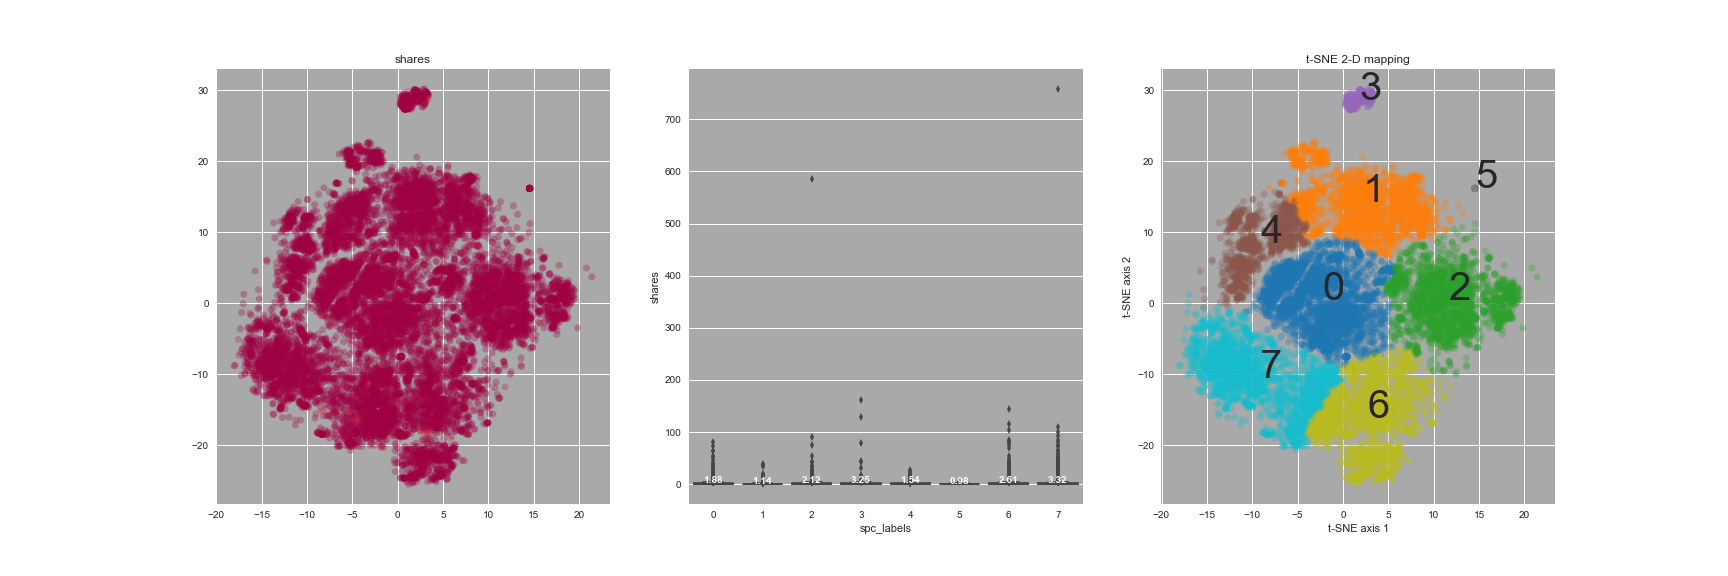 shares
30
20
10
0
−10
−20
−20 −15 −10 −5 0 5 10 15 20
shares
700
600
500
400
300
200
100
0
1.88 1.14 2.12 3.25 1.54 0.98 2.61 3.32
0 1 2 3 4 5 6 7
spc_labels
t-SNE 2-D mapping
t-SNE axis 2
30
20
10
0
−10
−20
3
5
1
4
0
2
7
6
−20 −15 −10 −5 0 5 10 15 20
t-SNE axis 1